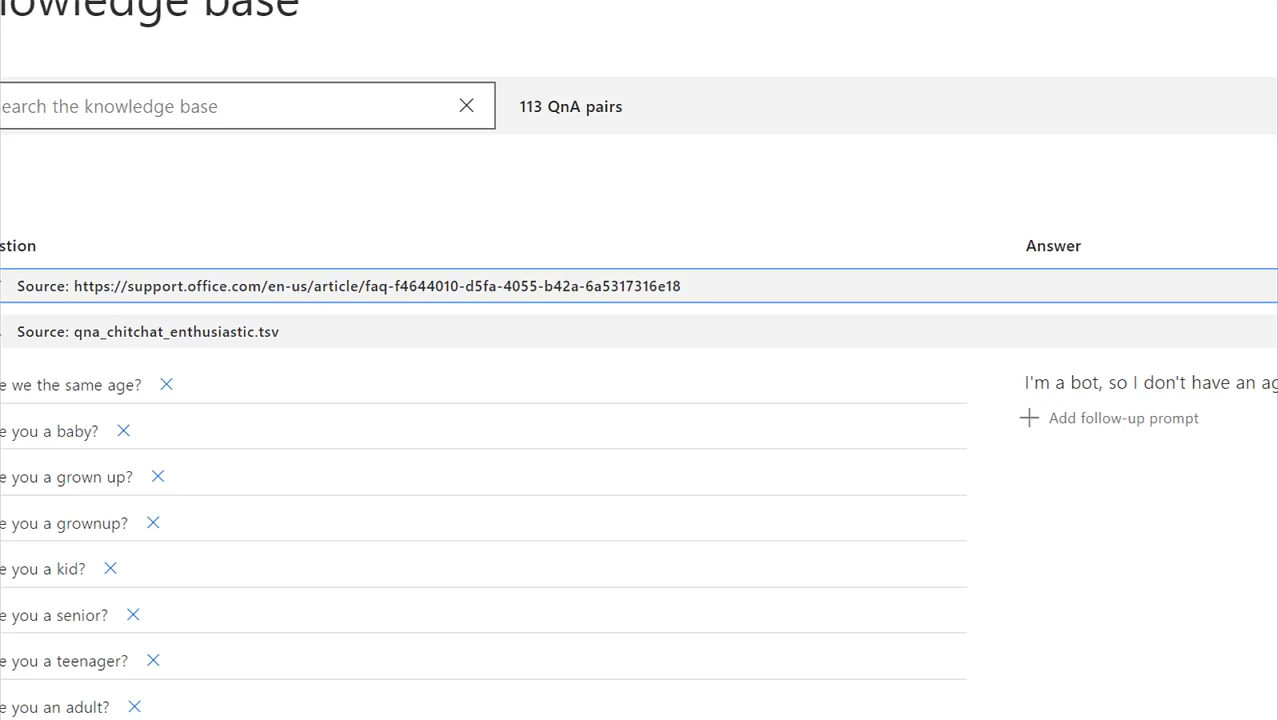 owledge base
earch the knowledge base
113 QnA pairs
stion
Answer
Source: https://support.office.com/en-us/article/faq-f4644010-d5fa-4055-b42a-6a5317316e18
Source: qna_chitchat_enthusiastic.tsv
e we the same age?
I'm a bot, so I don't have an ag
Add follow-up prompt
e you a baby?
e you a grown up?
e you a grownup?
e you a kid?
e you a senior?
e you a teenager?
e you an adult?